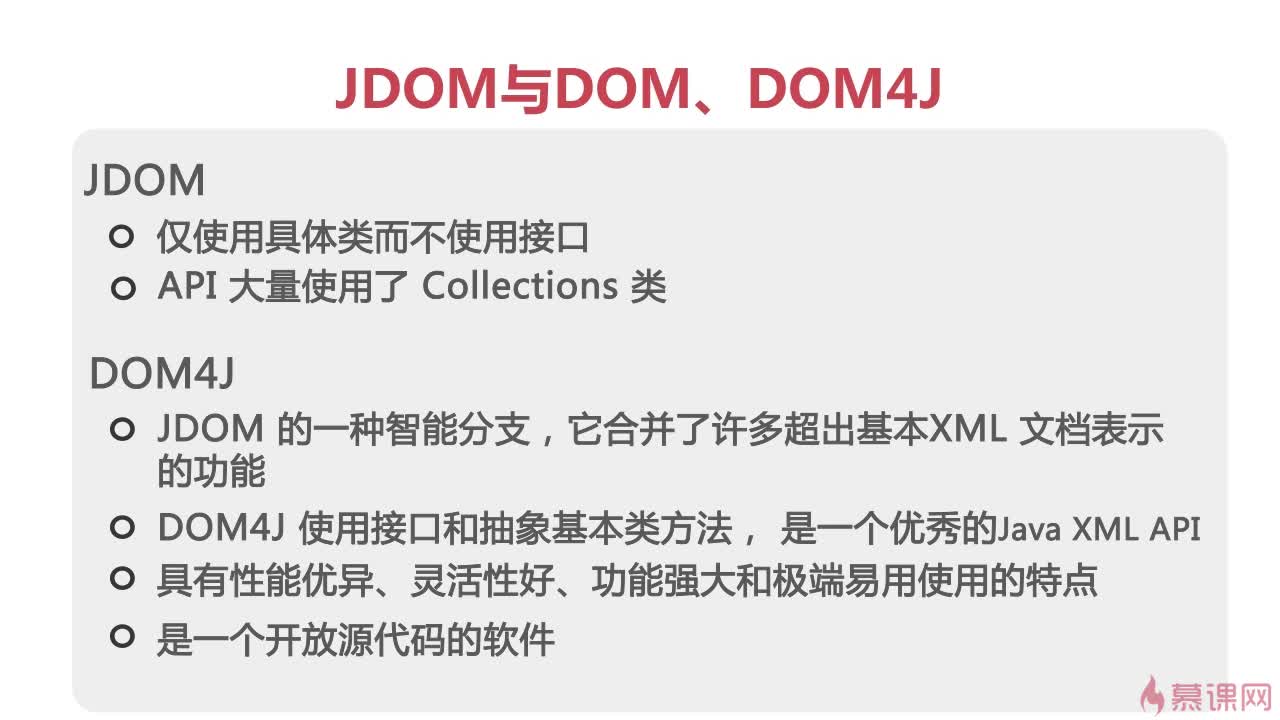 JDOM与DOM、DOM4J
JDOM
仅使用具体类而不使用接口
API 大量使用了 Collections 类
DOM4J
JDOM 的一种智能分支，它合并了许多超出基本XML 文档表示
的功能
DOM4J 使用接口和抽象基本类方法， 是一个优秀的Java XML API
具有性能优异、灵活性好、功能强大和极端易用使用的特点
是一个开放源代码的软件
慕课网